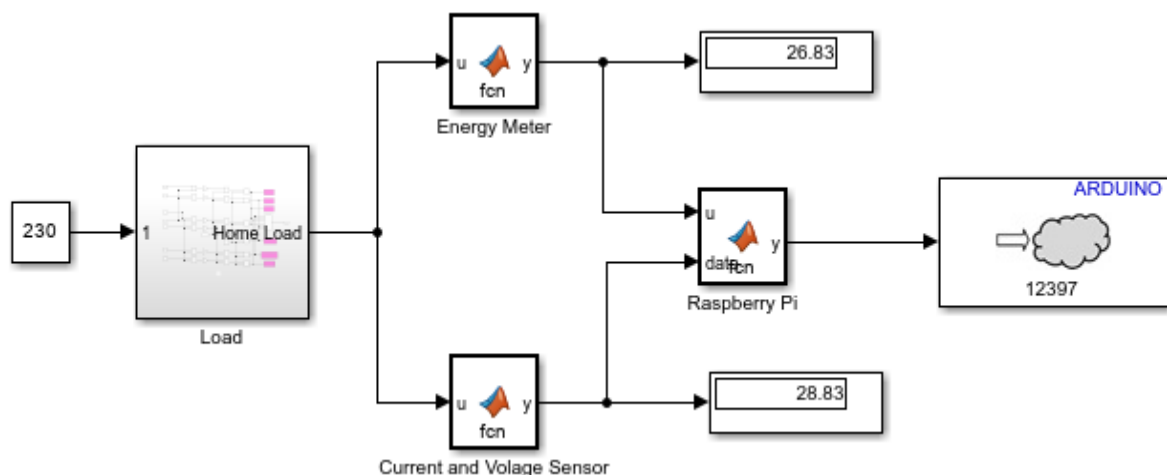 u
y
fcn
Energy Meter
26.83
230
1
Home Load
Load
u
data
y
fcn
Raspberry Pi
ARDUINO
12397
u
y
fcn
Current and Volage Sensor
28.83